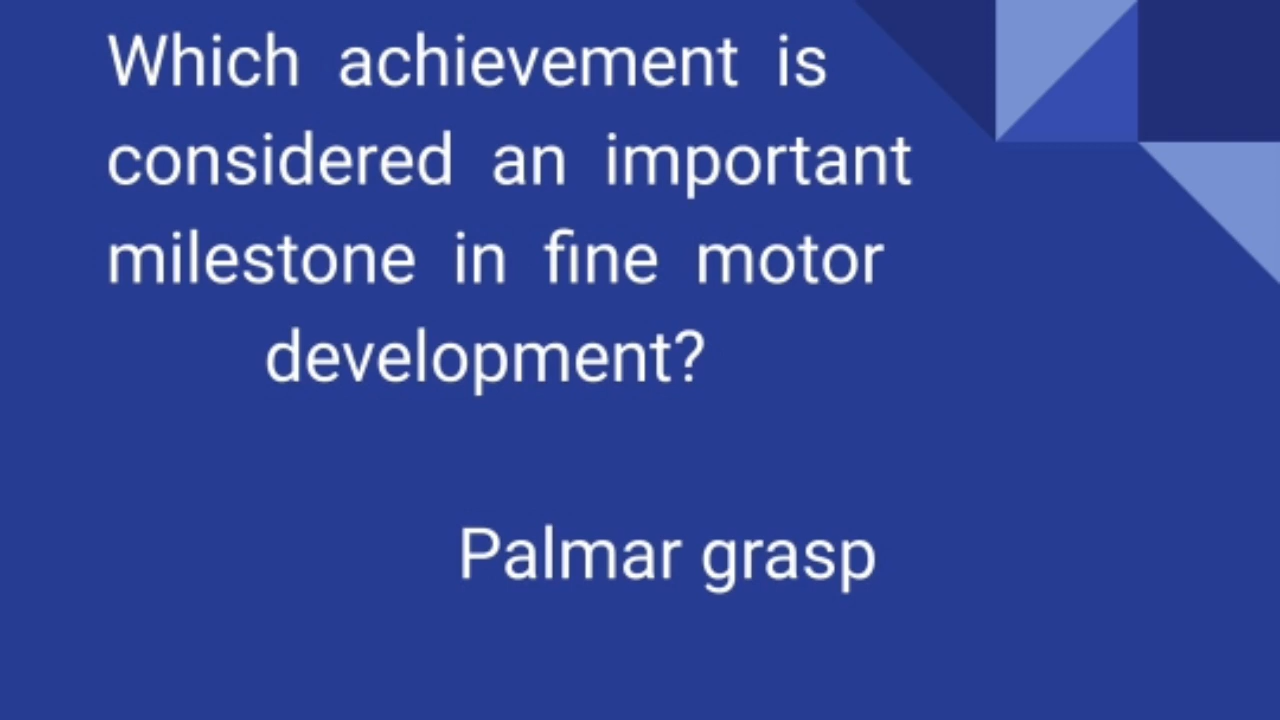 Which achievement is
considered an important
milestone in fine motor
development?
Palmar grasp